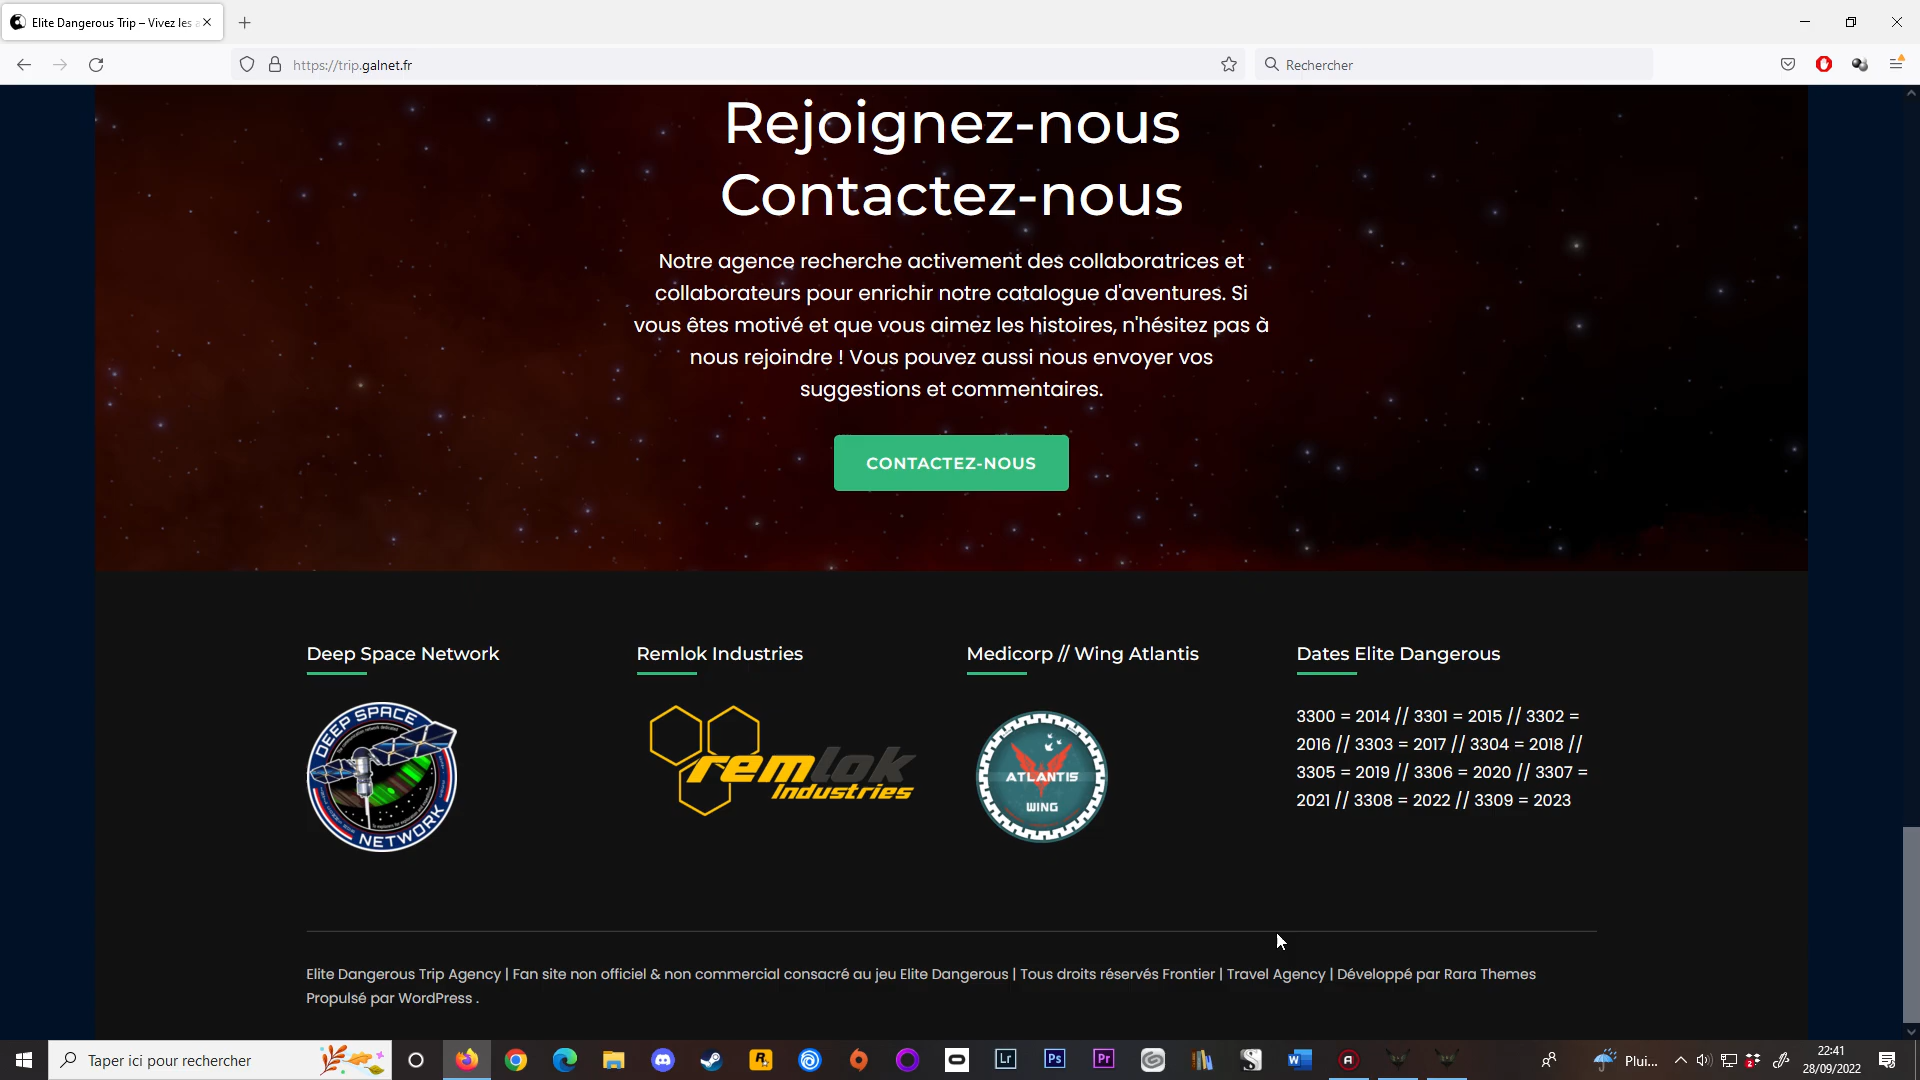 Elite Dangerous Trip – Vivez les a
https://trip.galnet.fr
Rechercher
Rejoignez-nous
Contactez-nous
Notre agence recherche activement des collaboratrices et
collaborateurs pour enrichir notre catalogue d'aventures. Si
vous êtes motivé et que vous aimez les histoires, n'hésitez pas à
nous rejoindre ! Vous pouvez aussi nous envoyer vos
suggestions et commentaires.
CONTACTEZ-NOUS
Deep Space Network
DEEP SPACE
NETWORK
Remlok Industries
remlok
Industries
Medicorp // Wing Atlantis
ATLANTIS
WING
Dates Elite Dangerous
3300 = 2014 // 3301 = 2015 // 3302 =
2016 // 3303 = 2017 // 3304 = 2018 //
3305 = 2019 // 3306 = 2020 // 3307 =
2021 // 3308 = 2022 // 3309 = 2023
Elite Dangerous Trip Agency | Fan site non officiel & non commercial consacré au jeu Elite Dangerous | Tous droits réservés Frontier | Travel Agency | Développé par Rara Themes
Propulsé par WordPress .
Taper ici pour rechercher
R
Lr
Ps
Pr
S
W
A
Plui...
2
22:41
28/09/2022